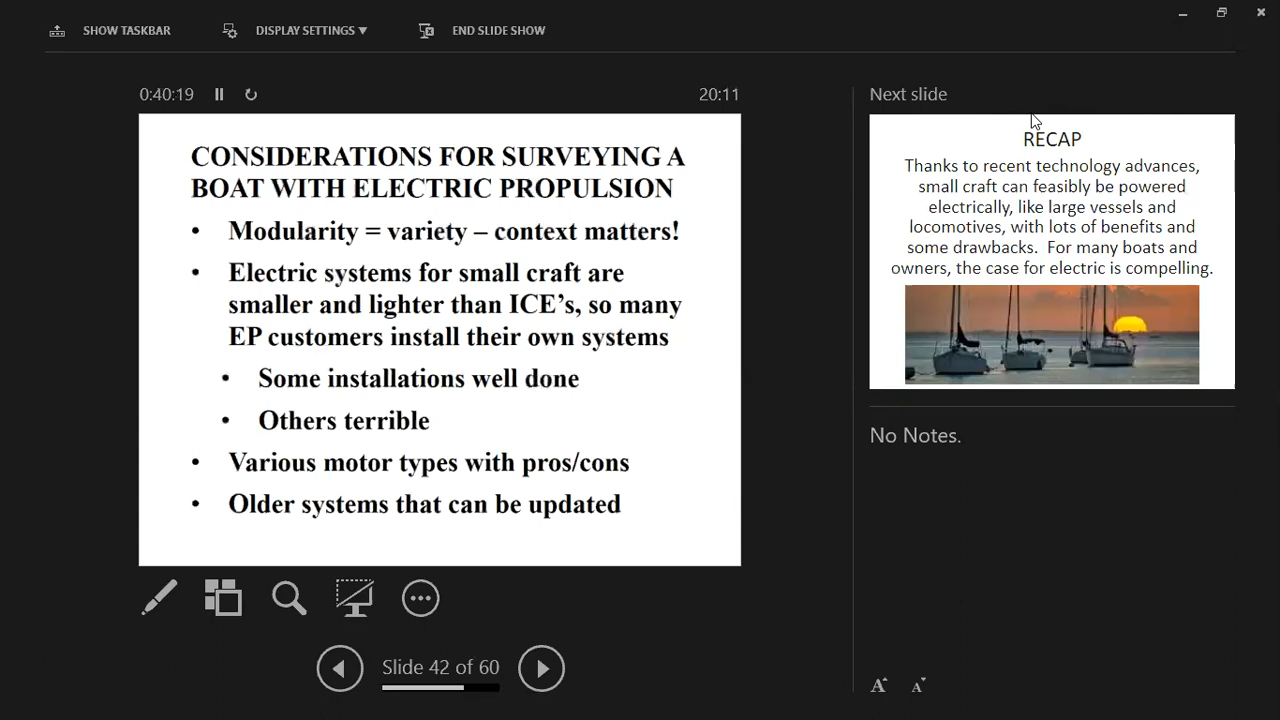 SHOW TASKBAR
DISPLAY SETTINGS ▼
END SLIDE SHOW
0:40:19
20:11
CONSIDERATIONS FOR SURVEYING A
BOAT WITH ELECTRIC PROPULSION
• Modularity = variety – context matters!
• Electric systems for small craft are
smaller and lighter than ICE’s, so many
EP customers install their own systems
• Some installations well done
• Others terrible
• Various motor types with pros/cons
• Older systems that can be updated
Slide 42 of 60
Next slide
RECAP
Thanks to recent technology advances,
small craft can feasibly be powered
electrically, like large vessels and
locomotives, with lots of benefits and
some drawbacks. For many boats and
owners, the case for electric is compelling.
No Notes.
A A